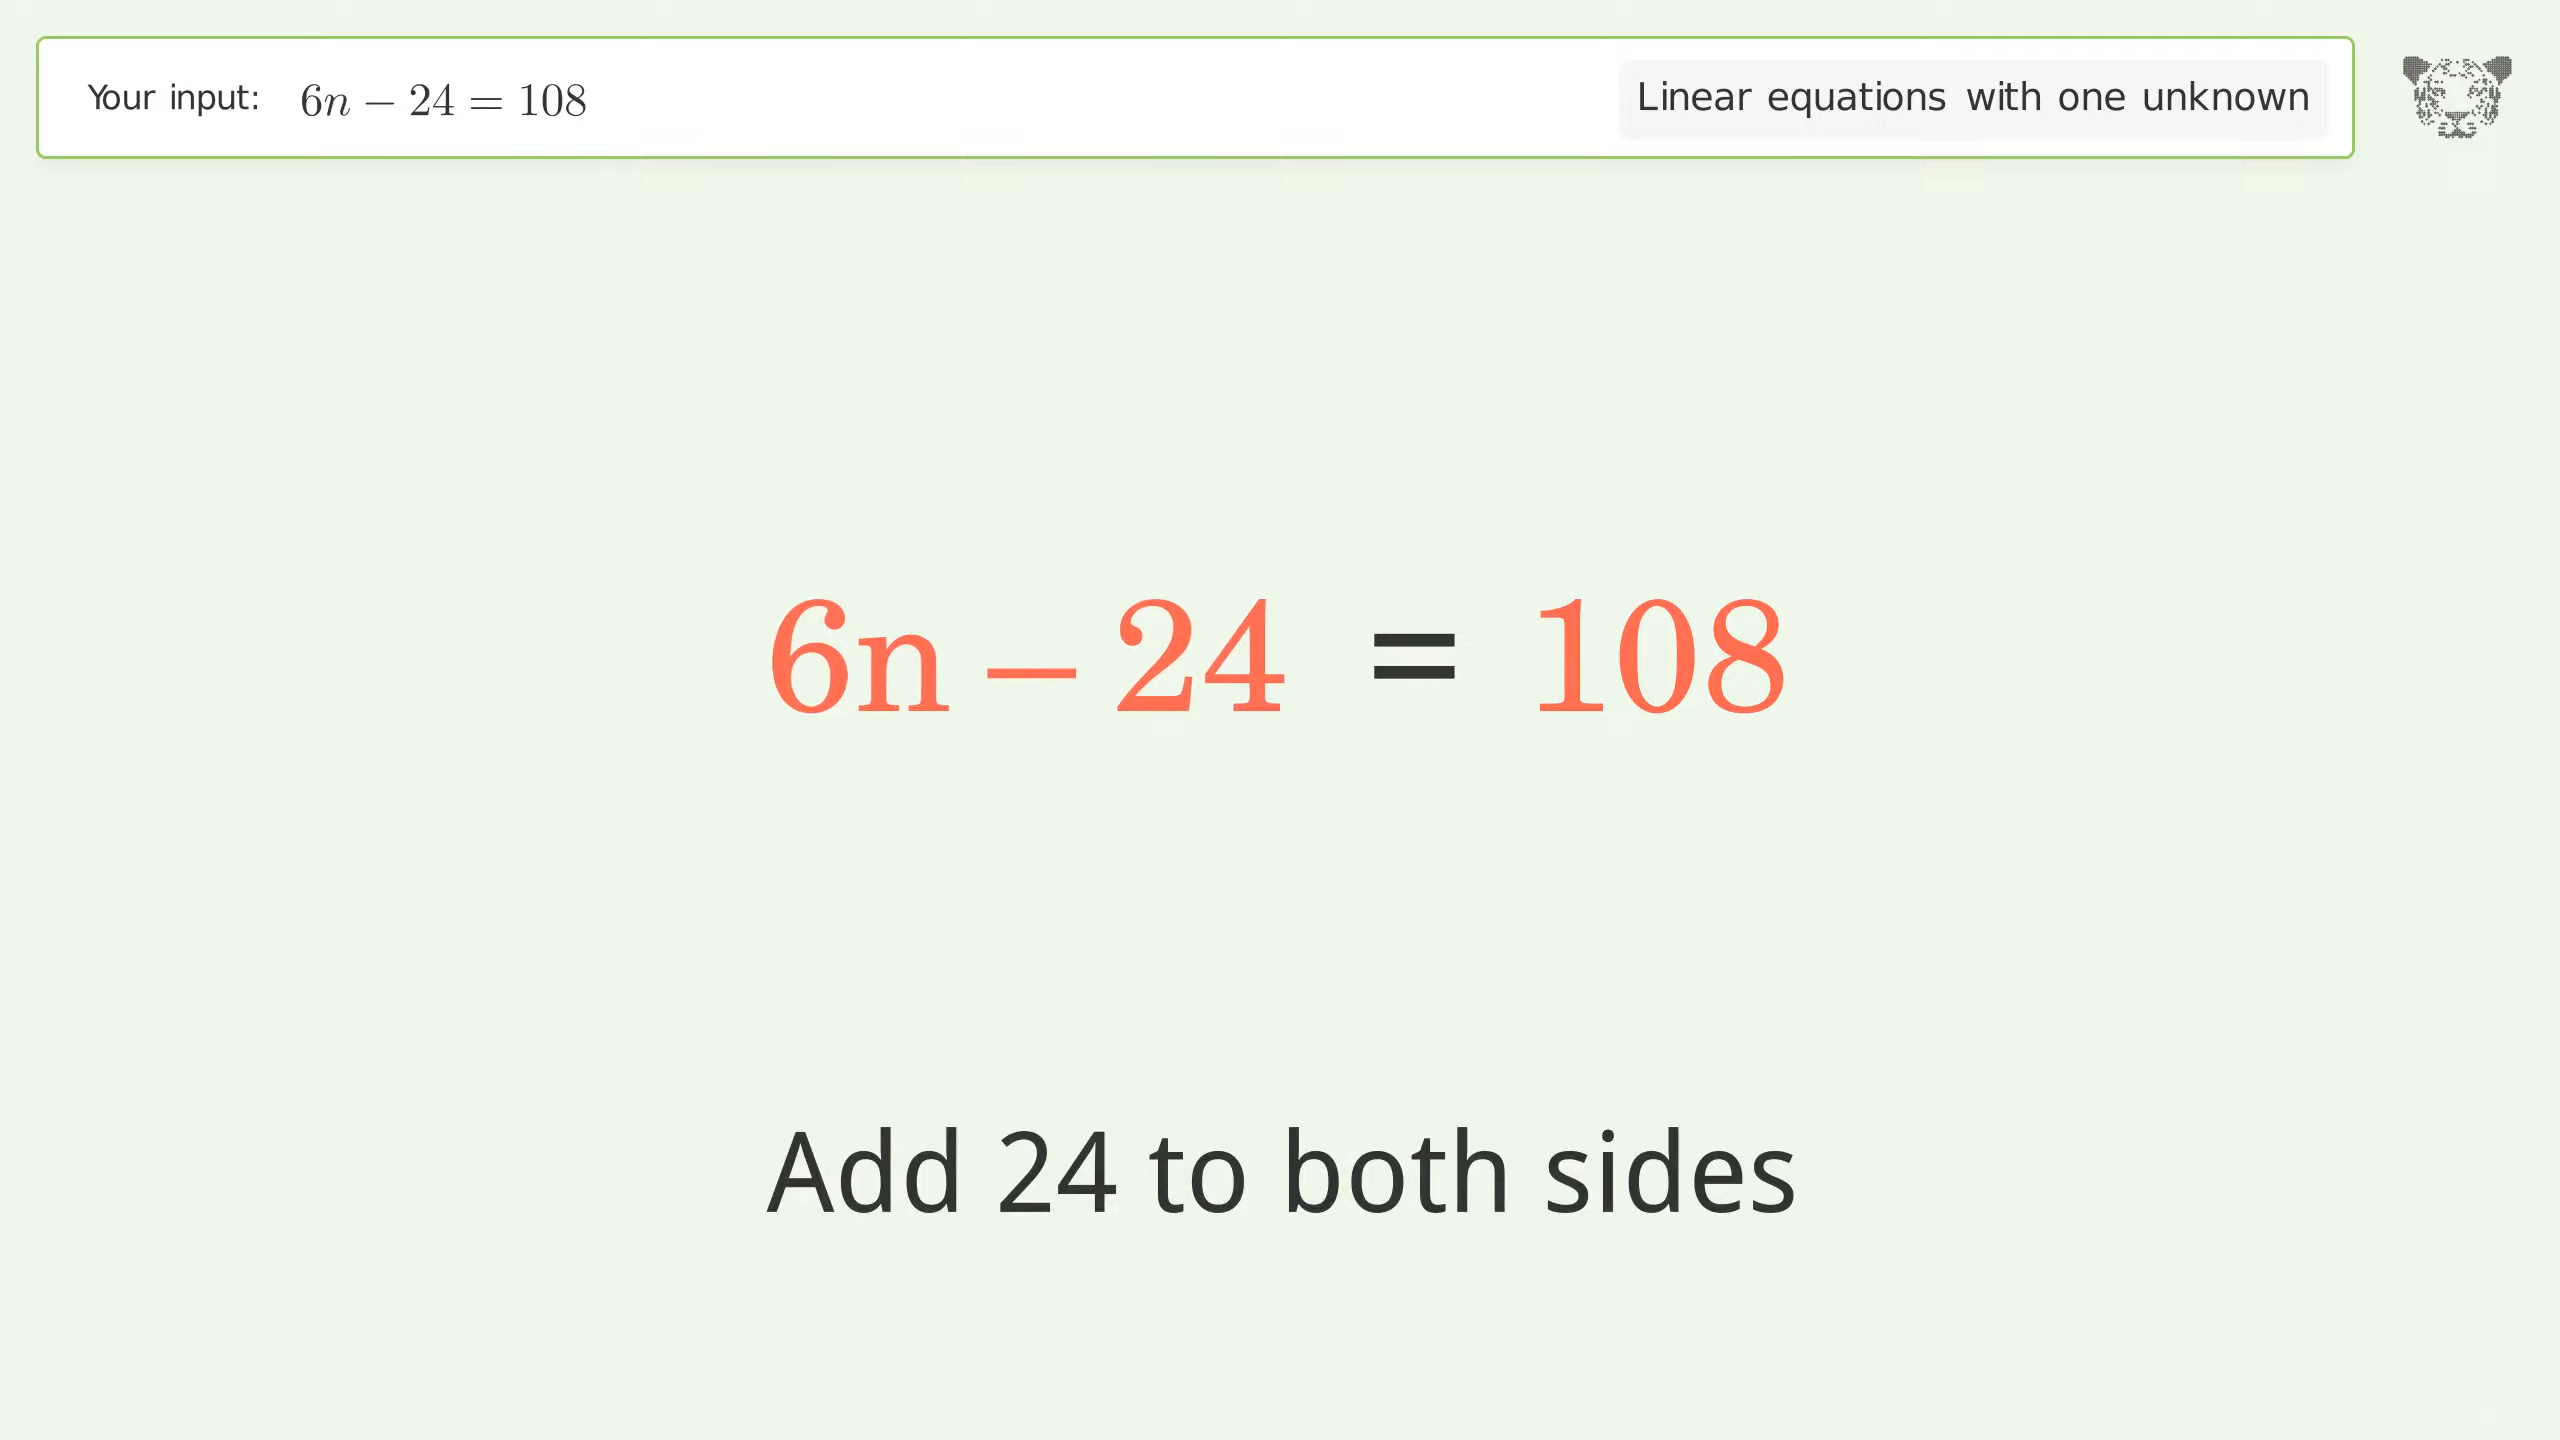 Your input: 6n − 24 = 108
Linear equations with one unknown
6n − 24 = 108
Add 24 to both sides